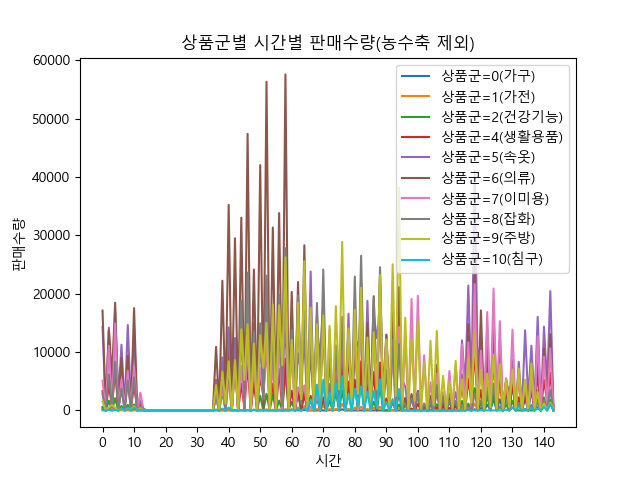 상품군별 시간별 판매수량(농수축 제외)
60000
50000
40000
30000
20000
10000
0
판매수량
상품군=0(가구)
상품군=1(가전)
상품군=2(건강기능)
상품군=4(생활용품)
상품군=5(속옷)
상품군=6(의류)
상품군=7(이미용)
상품군=8(잡화)
상품군=9(주방)
상품군=10(침구)
0 10 20 30 40 50 60 70 80 90 100 110 120 130 140
시간